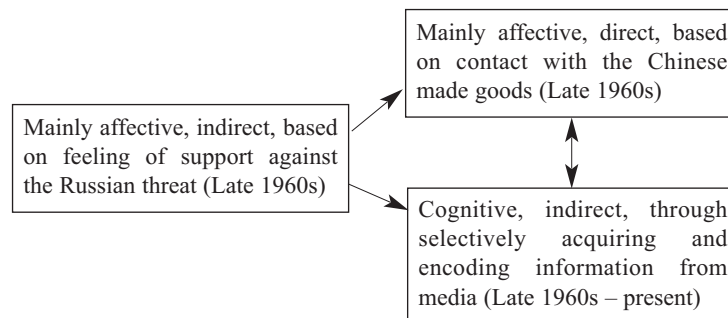 Mainly affective, direct, based
on contact with the Chinese
made goods (Late 1960s)
Mainly affective, indirect, based
on feeling of support against
the Russian threat (Late 1960s)
Cognitive, indirect, through
selectively acquiring and
encoding information from
media (Late 1960s – present)